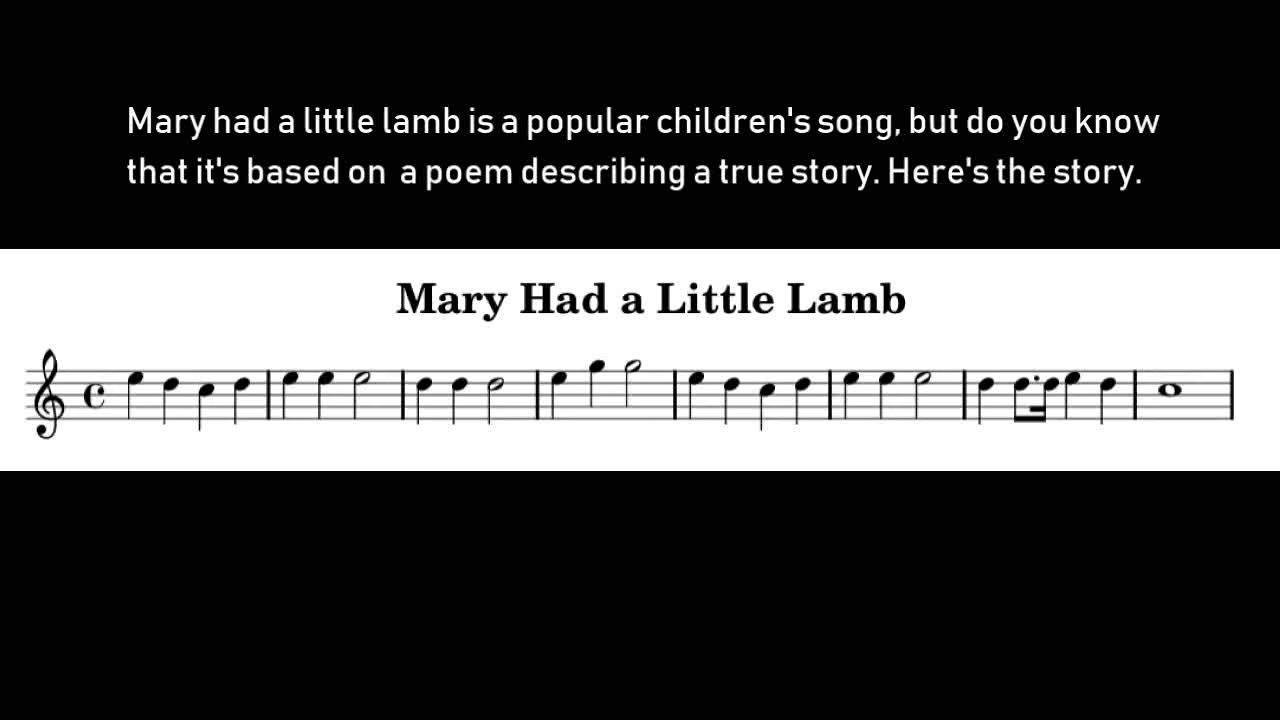 Mary had a little lamb is a popular children's song, but do you know
that it's based on  a poem describing a true story. Here's the story.
Mary Had a Little Lamb